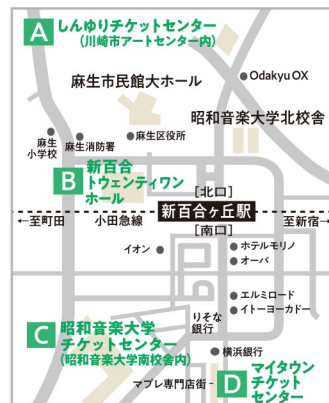 A しんゆりチケットセンター
(川崎市アートセンター内)
麻生市民館大ホール
Odakyu OX
昭和音楽大学北校舎
麻生
小学校
麻生消防署
麻生区役所
B 新百合
トウェンティワン
ホール
[北口]
新百合ヶ丘駅
←至町田
小田急線
至新宿→
[南口]
イオン
ホテルモリノ
オーパ
エルミロード
イトーヨーカドー
りそな
銀行
C 昭和音楽大学
チケットセンター
(昭和音楽大学南校舎内)
横浜銀行
マプレ専門店街
D マイタウン
チケット
センター